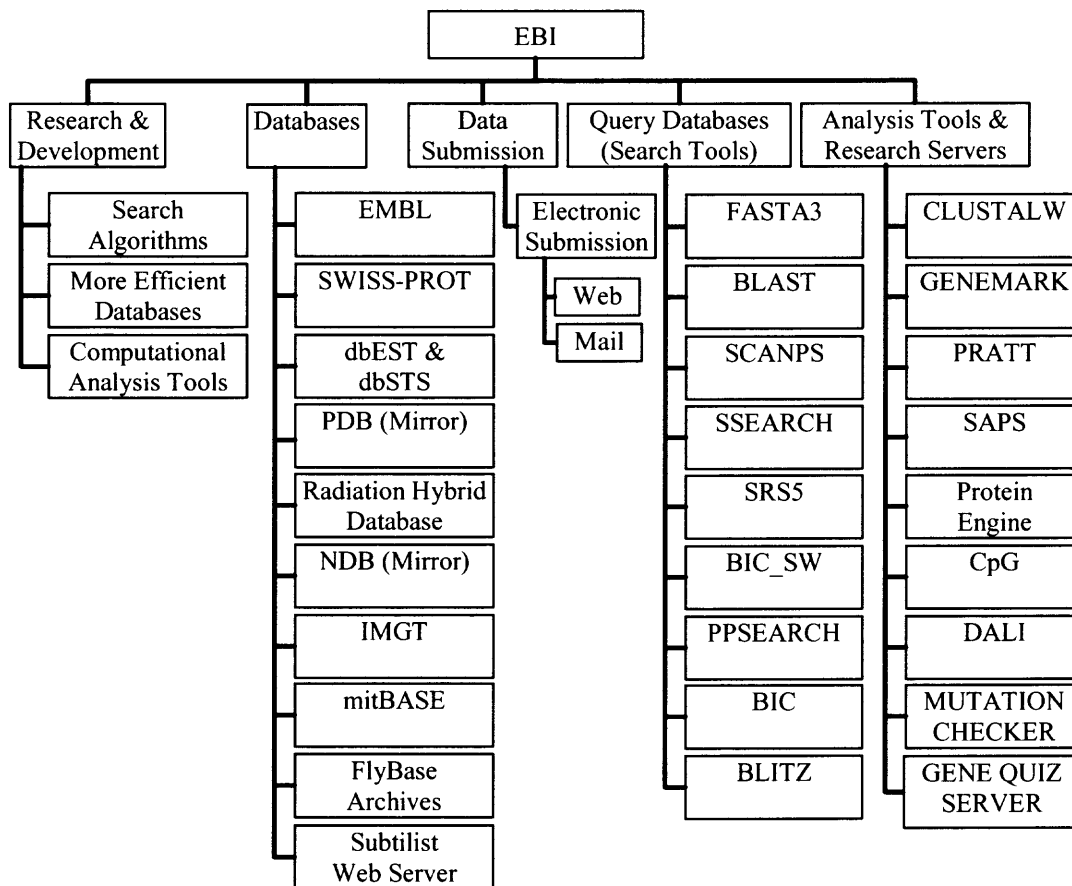 EBI
Research &
Development
Search
Algorithms
More Efficient
Databases
Computational
Analysis Tools
Databases
EMBL
SWISS-PROT
dbEST &
dbSTS
PDB (Mirror)
Radiation Hybrid
Database
NDB (Mirror)
IMGT
mitBASE
FlyBase
Archives
Subtilist
Web Server
Data
Submission
Electronic
Submission
Web
Mail
Query Databases
(Search Tools)
FASTA3
BLAST
SCANPS
SSEARCH
SRS5
BIC_SW
PPSEARCH
BIC
BLITZ
Analysis Tools &
Research Servers
CLUSTALW
GENEMARK
PRATT
SAPS
Protein
Engine
CpG
DALI
MUTATION
CHECKER
GENE QUIZ
SERVER